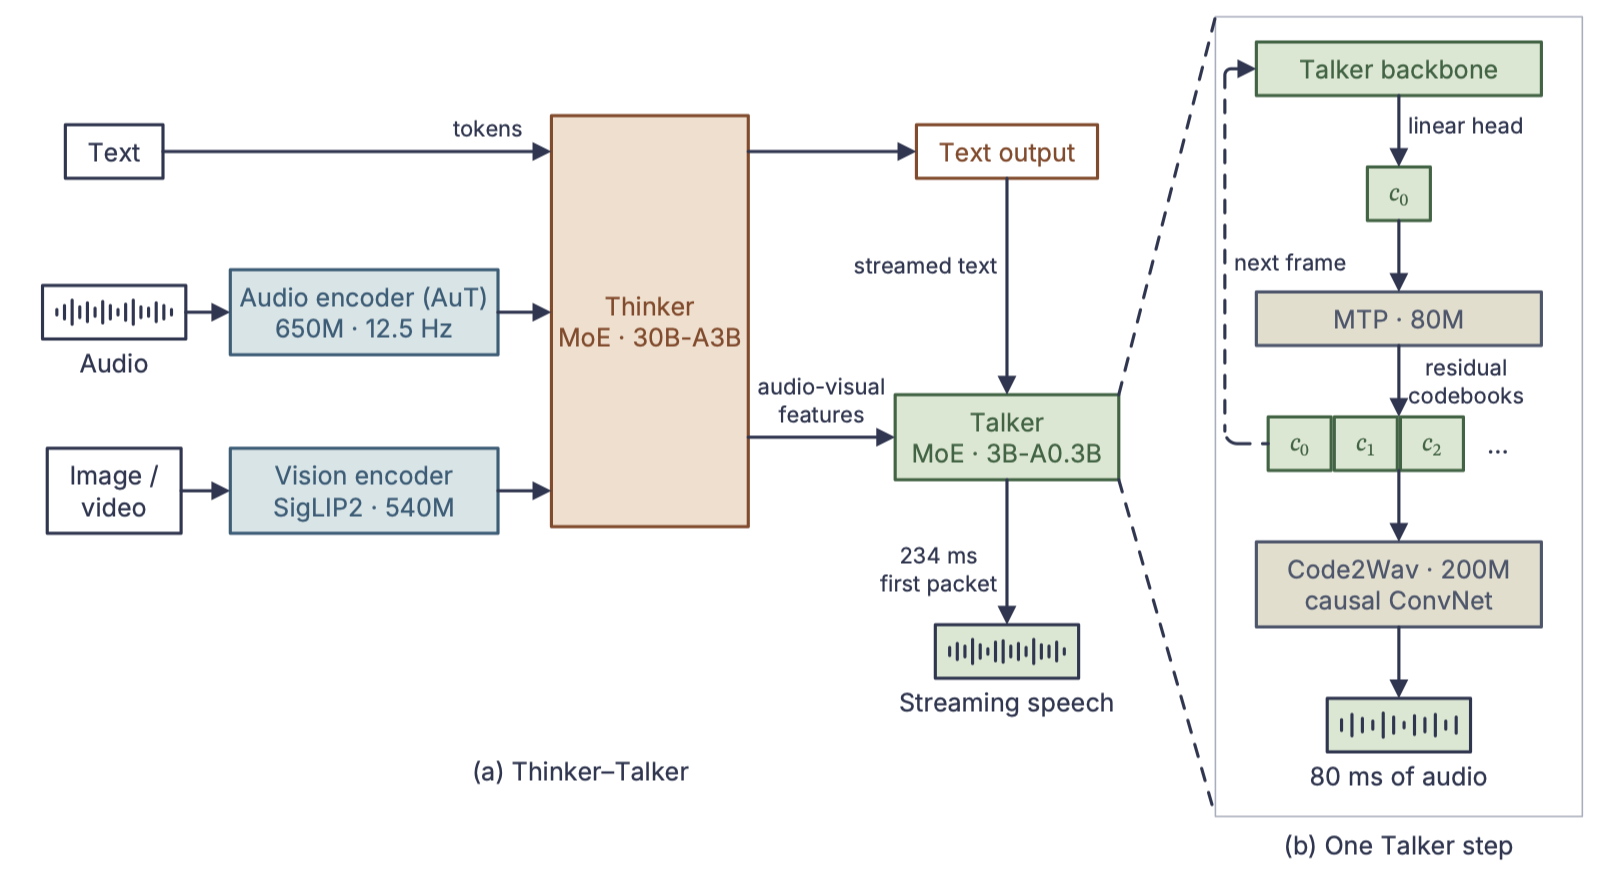 Text
tokens
Audio
Audio encoder (AuT)
650M · 12.5 Hz
Image /
video
Vision encoder
SigLIP2 · 540M
Thinker
MoE · 30B-A3B
Text output
streamed text
audio-visual
features
Talker
MoE · 3B-A0.3B
234 ms
first packet
Streaming speech
(a) Thinker–Talker
Talker backbone
linear head
c₀
next frame
MTP · 80M
residual
codebooks
c₀ c₁ c₂ ...
Code2Wav · 200M
causal ConvNet
80 ms of audio
(b) One Talker step